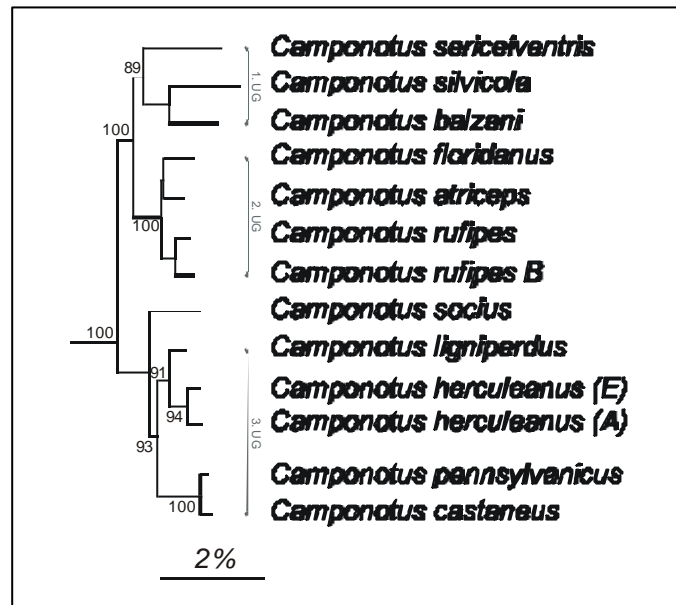 89
Camponotus sericeiventris
1. UG
Camponotus silvicola
Camponotus balzani
100
Camponotus floridanus
2. UG
Camponotus atriceps
100
Camponotus rufipes
Camponotus rufipes B
Camponotus socius
100
Camponotus ligniperdus
91
Camponotus herculeanus (E)
94
Camponotus herculeanus (A)
93
3. UG
Camponotus pennsylvanicus
100
Camponotus castaneus
2%